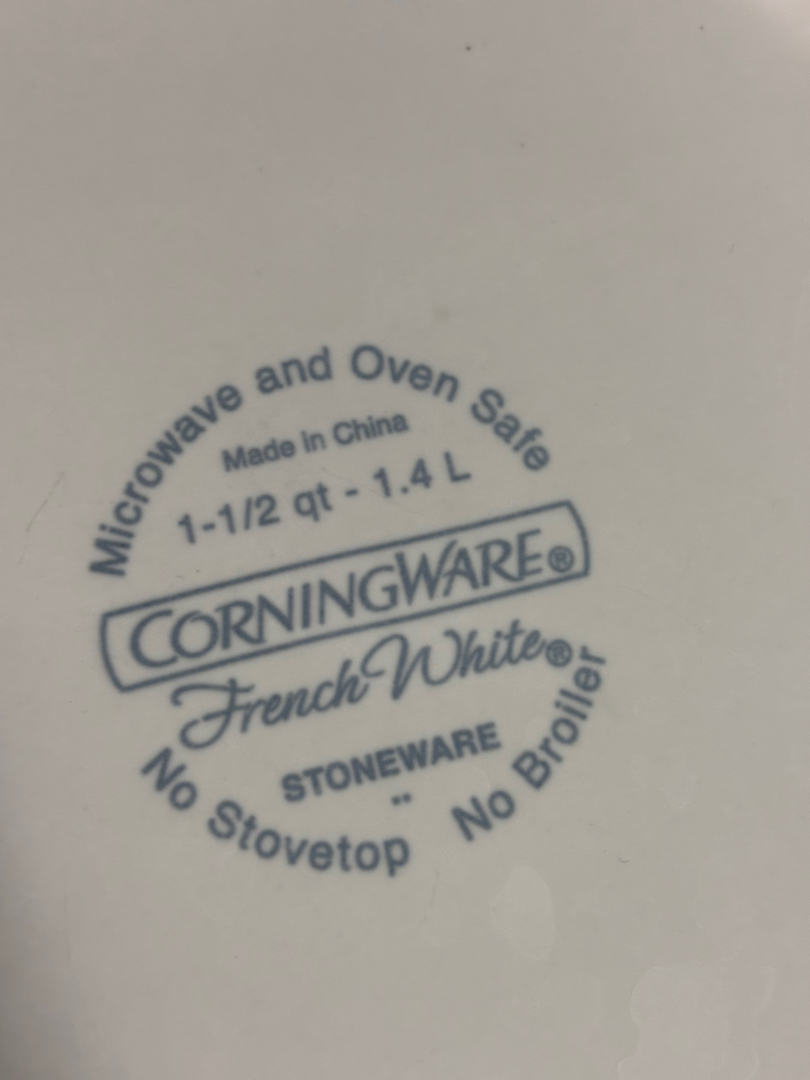 Microwave and Oven Safe
Made in China
1-1/2 qt - 1.4 L
CORNINGWARE®
French White®
STONEWARE
No Stovetop No Broiler